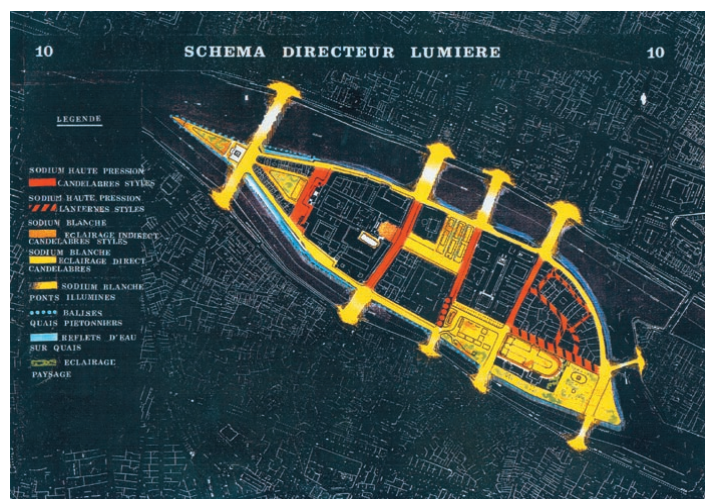 10 SCHEMA DIRECTEUR LUMIERE 10
LEGENDE
SODIUM HAUTE PRESSION
CANDELABRES STYLES
SODIUM HAUTE PRESSION
LANTERNES STYLES
SODIUM BLANCHE
ECLAIRAGE INDIRECT
CANDELABRES STYLES
SODIUM BLANCHE
ECLAIRAGE DIRECT
CANDELABRES
SODIUM BLANCHE
PONTS ILLUMINES
BALISES
QUAIS PIETONNIERS
REFLETS D'EAU
SUR QUAIS
ECLAIRAGE
PAYSAGE